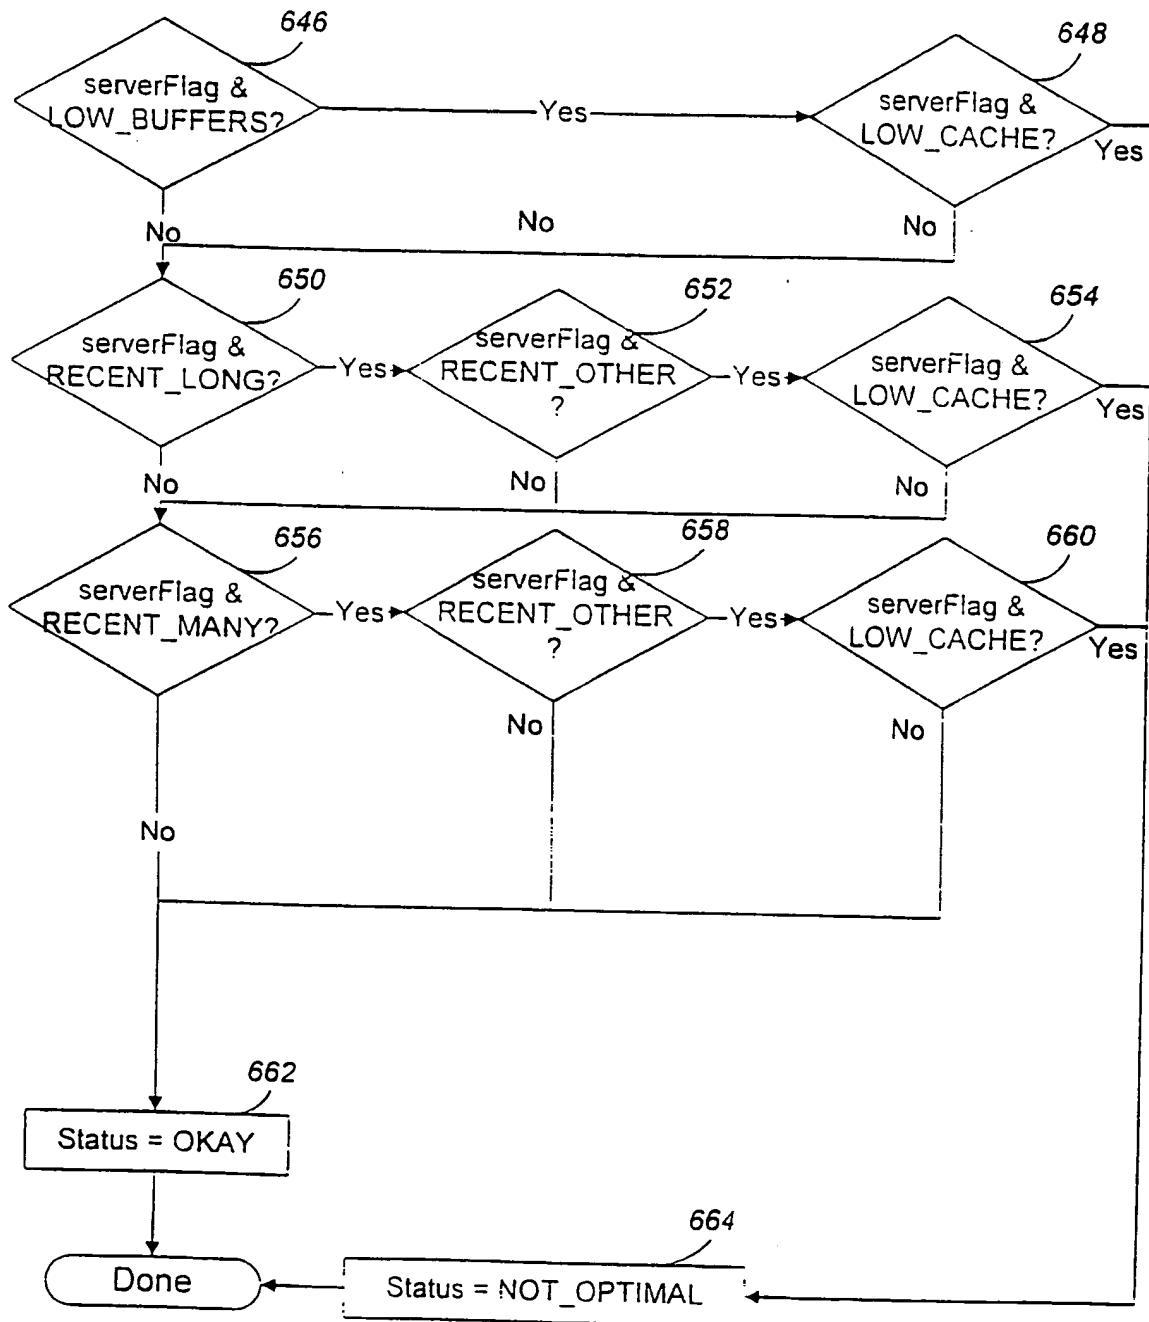 646
serverFlag &
LOW_BUFFERS?
Yes
648
serverFlag &
LOW_CACHE?
Yes
No
No
No
650
serverFlag &
RECENT_LONG?
Yes
652
serverFlag &
RECENT_OTHER
?
Yes
654
serverFlag &
LOW_CACHE?
Yes
No
No
No
656
serverFlag &
RECENT_MANY?
Yes
658
serverFlag &
RECENT_OTHER
?
Yes
660
serverFlag &
LOW_CACHE?
Yes
No
No
No
662
Status = OKAY
664
Done
Status = NOT_OPTIMAL